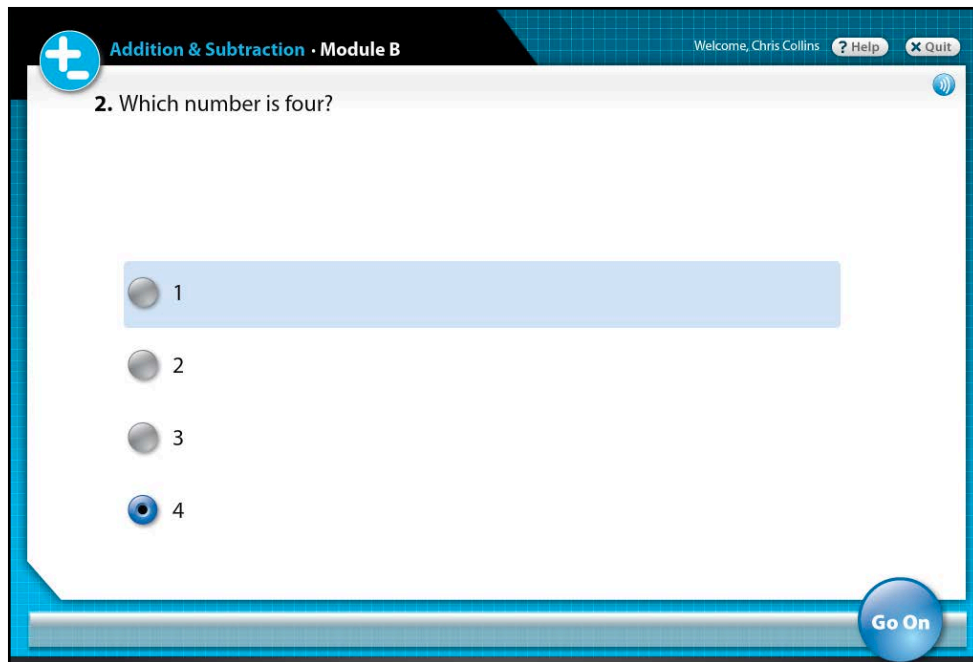 Addition & Subtraction · Module B
Welcome, Chris Collins
? Help
X Quit
2. Which number is four?
1
2
3
4
Go On